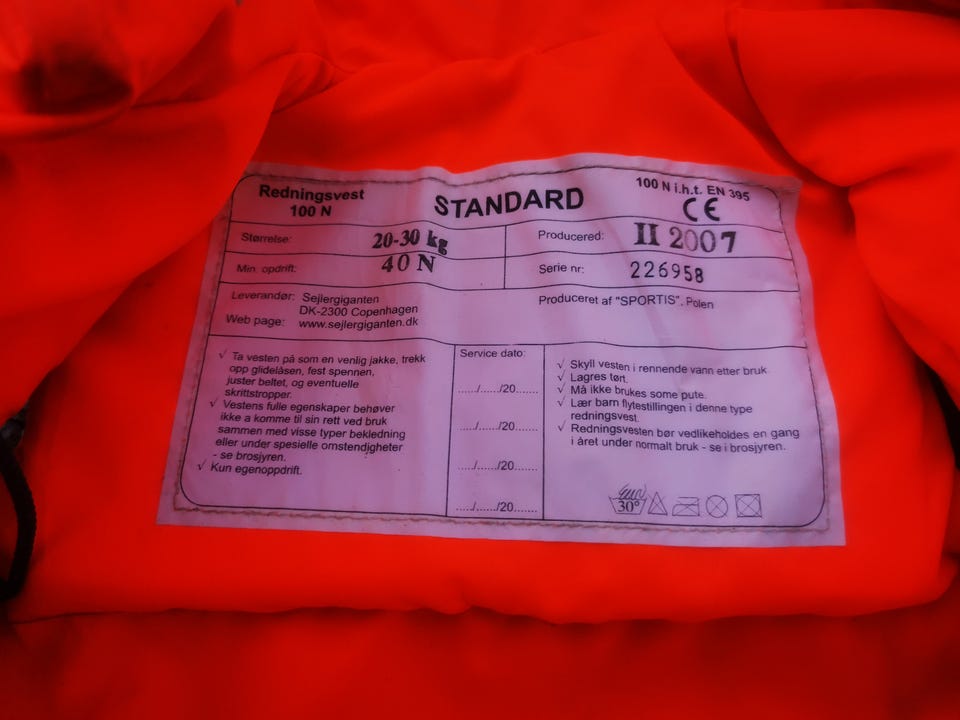 Redningsvest
100 N
STANDARD
100 N i.h.t. EN 395
CE
Størrelse: 20-30 kg
Producered: II 2007
Min. opdrift: 40 N
Serie nr: 226958
Leverandør: Sejlergiganten
DK-2300 Copenhagen
Web page: www.sejlergiganten.dk
Produceret af "SPORTIS". Polen
√ Ta vesten på som en venlig jakke, trekk
opp glidelåsen, fest spennen,
juster beltet, og eventuelle
skrittstropper.
√ Vestens fulle egenskaper behøver
ikke a komme til sin rett ved bruk
sammen med visse typer bekledning
eller under spesielle omstendigheter
- se brosjyren.
√ Kun egenoppdrift.
Service dato:
....../....../20.......
....../....../20.......
....../....../20.......
....../....../20.......
√ Skyll vesten i rennende vann etter bruk.
√ Lagres tørt.
√ Må ikke brukes some pute.
√ Lær barn flytestillingen i denne type
redningsvest.
√ Redningsvesten bør vedlikeholdes en gang
i året under normalt bruk - se i brosjyren.
30°